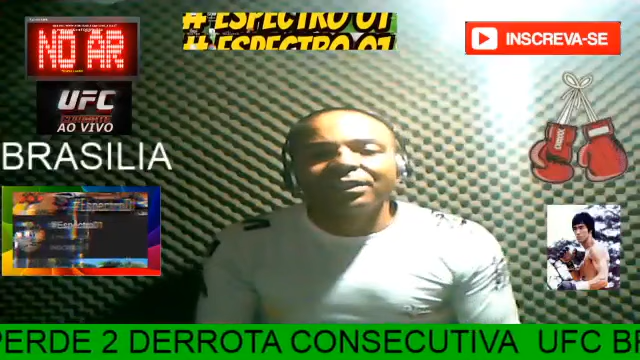 NO AR
#ESPECTRO 01
#ESPECTRO 01
INSCREVA-SE
UFC
AO VIVO
BRASILIA
PERDE 2 DERROTA CONSECUTIVA UFC BR